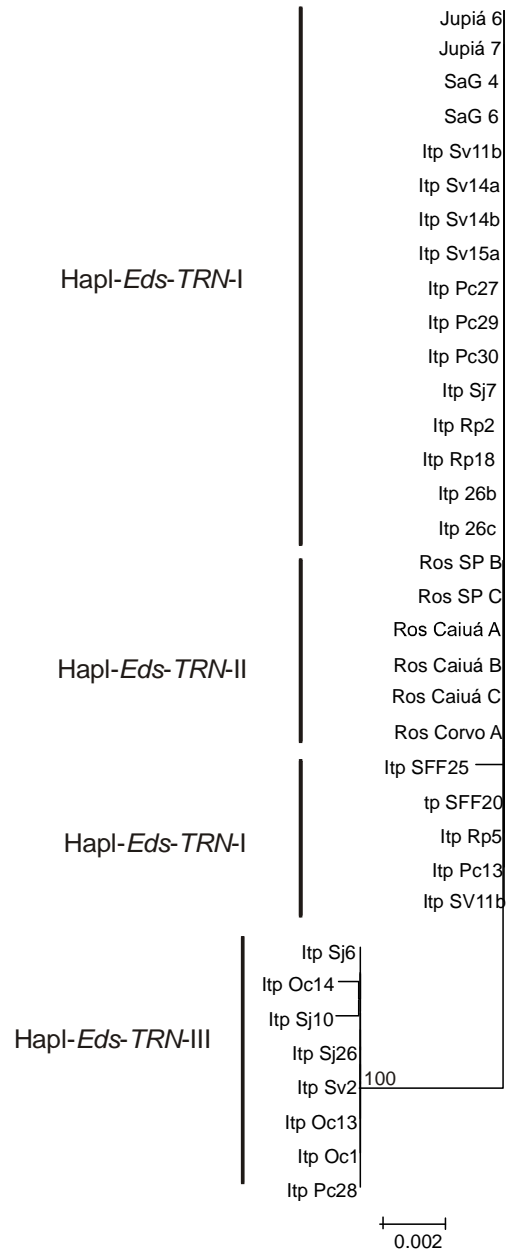 Jupiá 6
Jupiá 7
SaG 4
SaG 6
Itp Sv11b
Itp Sv14a
Itp Sv14b
Itp Sv15a
Hapl-Eds-TRN-I
Itp Pc27
Itp Pc29
Itp Pc30
Itp Sj7
Itp Rp2
Itp Rp18
Itp 26b
Itp 26c
Ros SP B
Ros SP C
Ros Caiuá A
Hapl-Eds-TRN-II
Ros Caiuá B
Ros Caiuá C
Ros Corvo A
Itp SFF25
tp SFF20
Itp Rp5
Hapl-Eds-TRN-I
Itp Pc13
Itp SV11b
Itp Sj6
Itp Oc14
Itp Sj10
Hapl-Eds-TRN-III
Itp Sj26
100
Itp Sv2
Itp Oc13
Itp Oc1
Itp Pc28
0.002